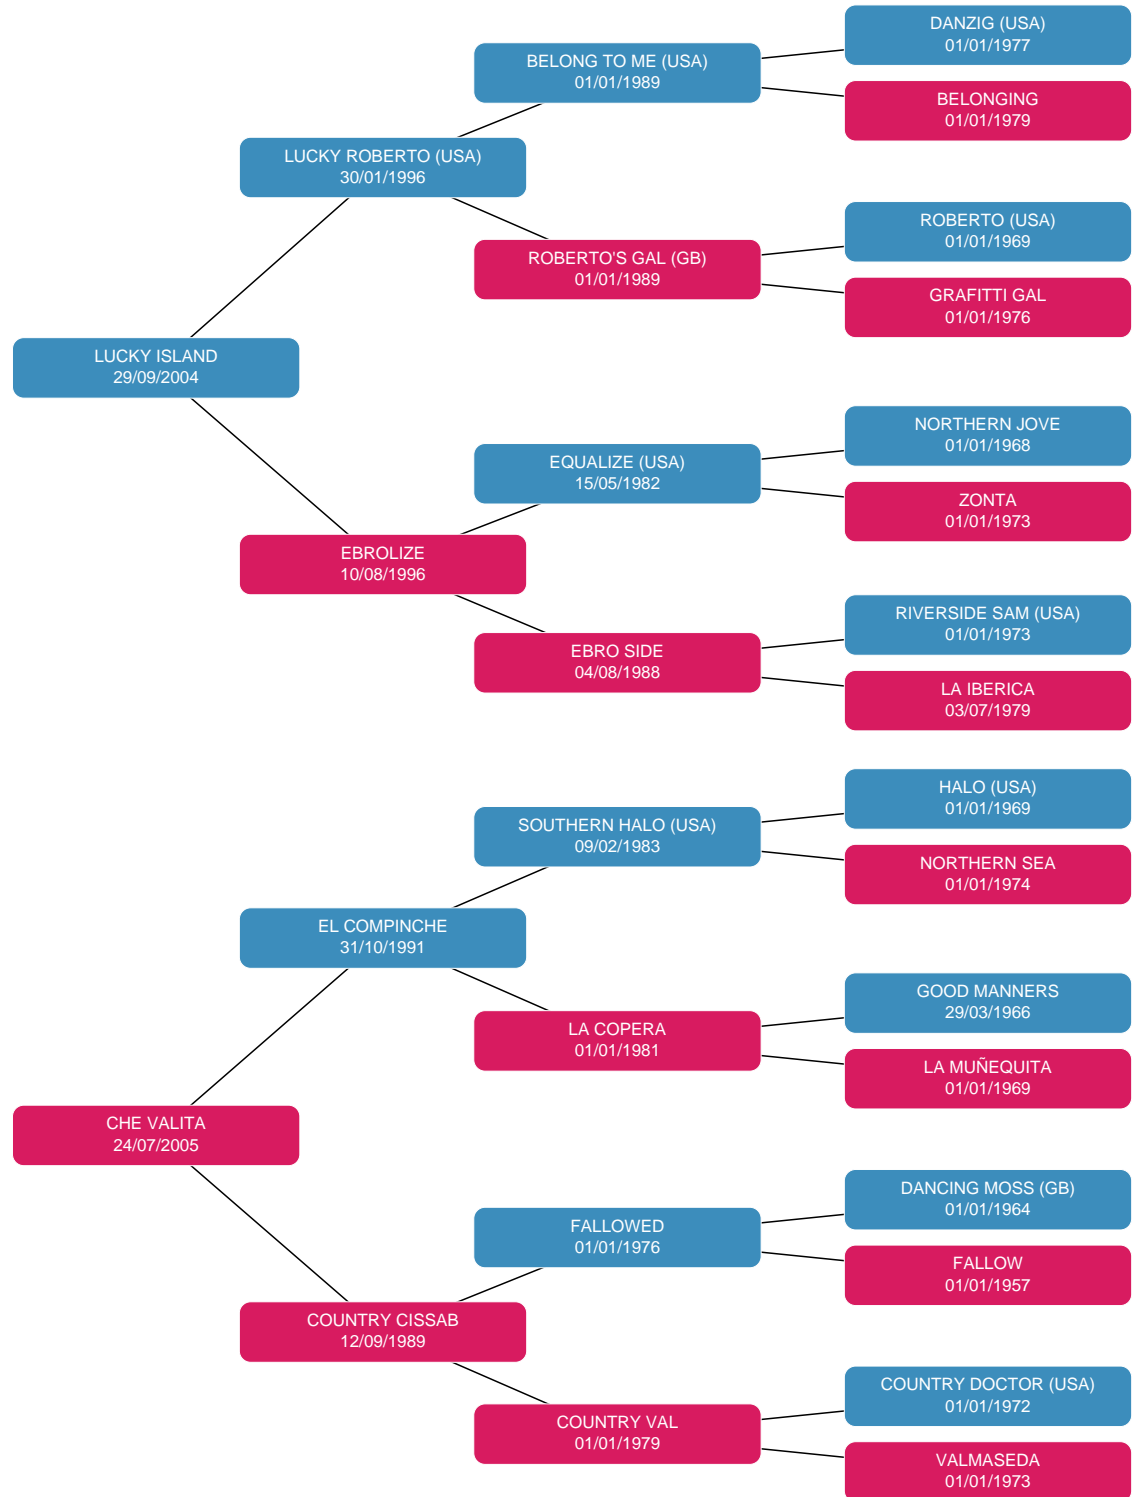 DANZIG (USA)
01/01/1977
BELONG TO ME (USA)
01/01/1989
BELONGING
01/01/1979
LUCKY ROBERTO (USA)
30/01/1996
ROBERTO (USA)
01/01/1969
ROBERTO'S GAL (GB)
01/01/1989
GRAFITTI GAL
01/01/1976
LUCKY ISLAND
29/09/2004
NORTHERN JOVE
01/01/1968
EQUALIZE (USA)
15/05/1982
ZONTA
01/01/1973
EBROLIZE
10/08/1996
RIVERSIDE SAM (USA)
01/01/1973
EBRO SIDE
04/08/1988
LA IBERICA
03/07/1979
HALO (USA)
01/01/1969
SOUTHERN HALO (USA)
09/02/1983
NORTHERN SEA
01/01/1974
EL COMPINCHE
31/10/1991
GOOD MANNERS
29/03/1966
LA COPERA
01/01/1981
LA MUÑEQUITA
01/01/1969
CHE VALITA
24/07/2005
DANCING MOSS (GB)
01/01/1964
FALLOWED
01/01/1976
FALLOW
01/01/1957
COUNTRY CISSAB
12/09/1989
COUNTRY DOCTOR (USA)
01/01/1972
COUNTRY VAL
01/01/1979
VALMASEDA
01/01/1973